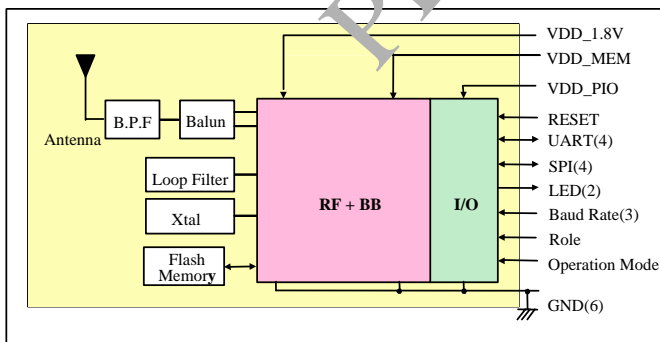 VDD_1.8V
VDD_MEM
VDD_PIO
Antenna
B.P.F
Balun
RESET
UART(4)
Loop Filter
SPI(4)
RF + BB
I/O
LED(2)
Xtal
Baud Rate(3)
Role
Flash
Memory
Operation Mode
GND(6)